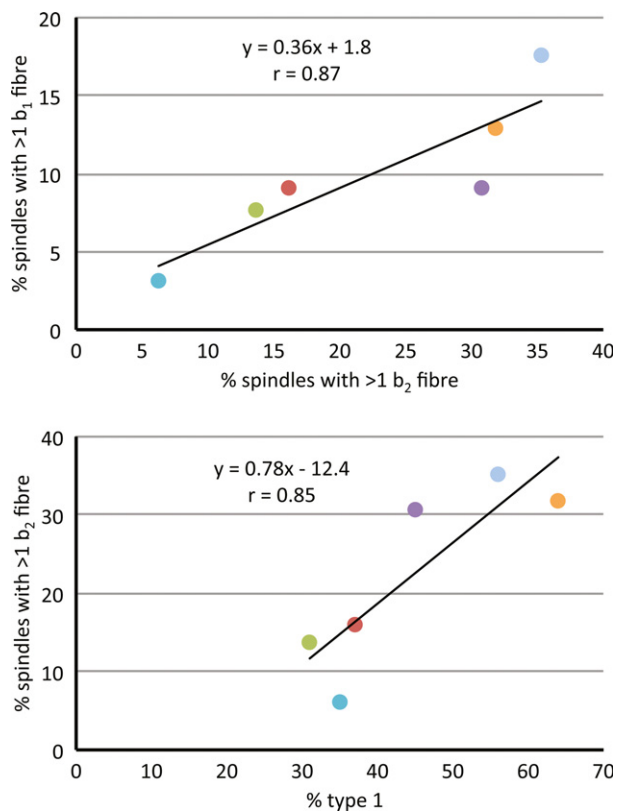 20
y = 0.36x + 1.8
r = 0.87
15
10
5
0
% spindles with >1 b₁ fibre
0 5 10 15 20 25 30 35 40
% spindles with >1 b₂ fibre
40
y = 0.78x - 12.4
r = 0.85
30
20
10
0
% spindles with >1 b₂ fibre
0 10 20 30 40 50 60 70
% type 1